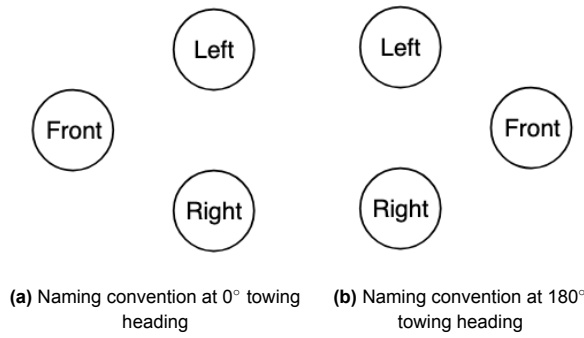 Left
Front
Right
Left
Front
Right
(a) Naming convention at 0° towing
heading
(b) Naming convention at 180°
towing heading